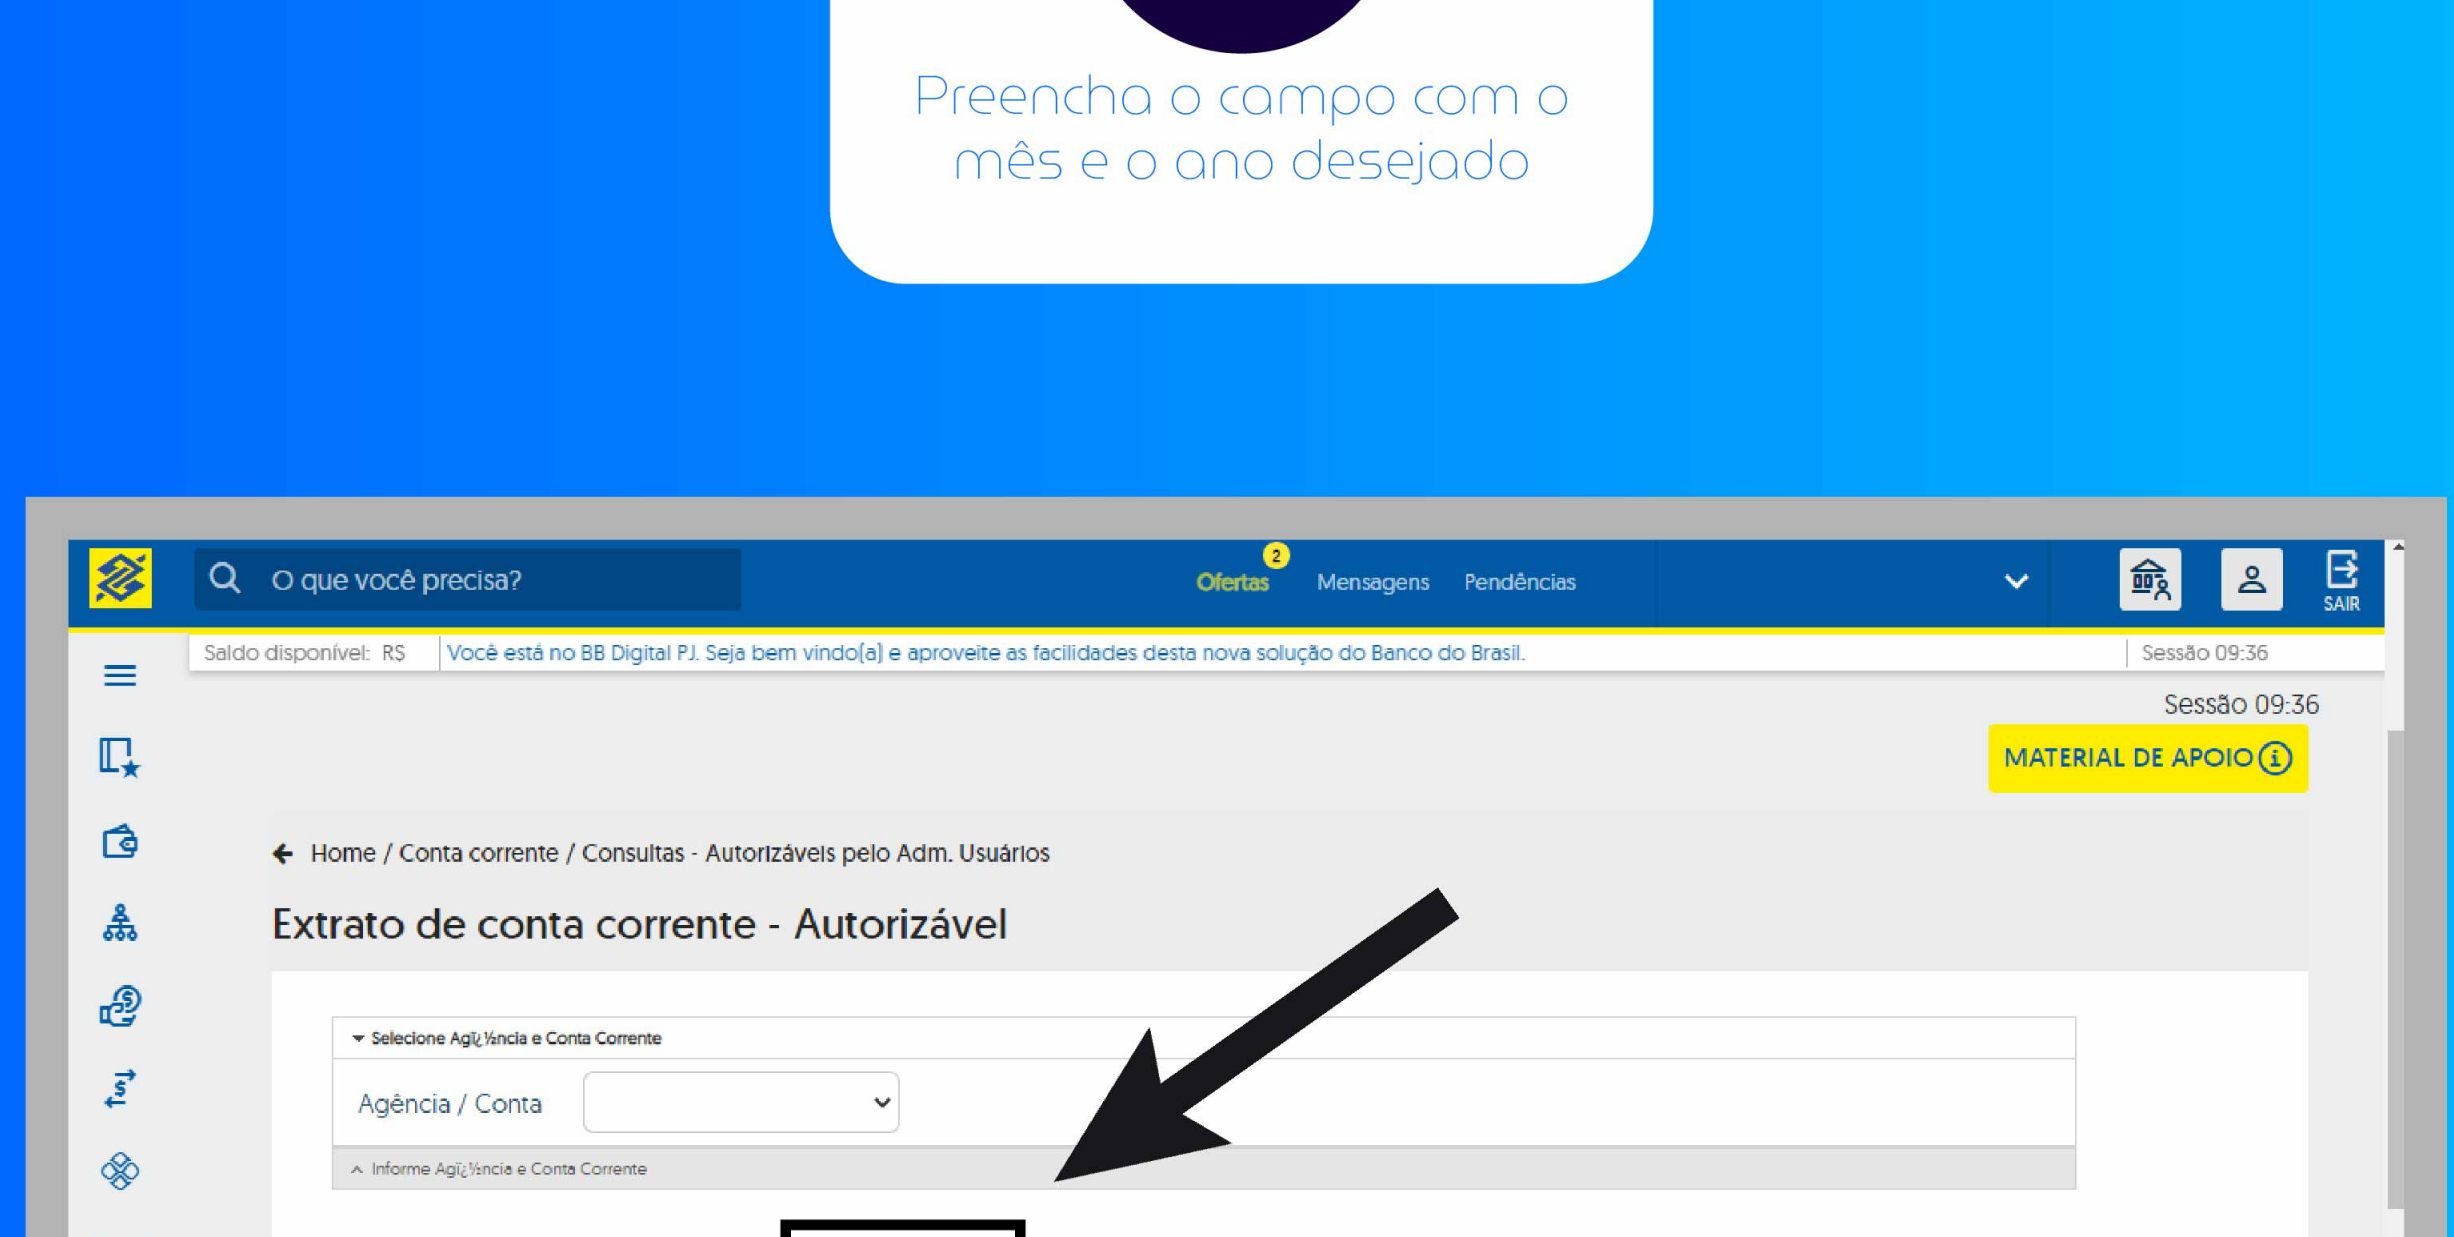 Preencha o campo com o
mês e o ano desejado
O que você precisa?
2
Ofertas Mensagens Pendências
SAIR
Saldo disponível: R$ Você está no BB Digital PJ. Seja bem vindo(a) e aproveite as facilidades desta nova solução do Banco do Brasil. Sessão 09:36
Sessão 09:36
MATERIAL DE APOIO
Home / Conta corrente / Consultas - Autorizáveis pelo Adm. Usuários
Extrato de conta corrente - Autorizável
Selecione Agï¿½ncia e Conta Corrente
Agência / Conta
Informe Agï¿½ncia e Conta Corrente